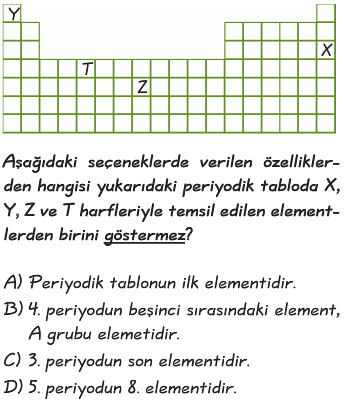 Y
X
T
Z
Aşağıdaki seçeneklerde verilen özellikler-
den hangisi yukarıdaki periyodik tabloda X,
Y, Z ve T harfleriyle temsil edilen element-
lerden birini göstermez?
A) Periyodik tablonun ilk elementidir.
B) 4. periyodun beşinci sırasındaki element,
A grubu elemetidir.
C) 3. periyodun son elementidir.
D) 5. periyodun 8. elementidir.